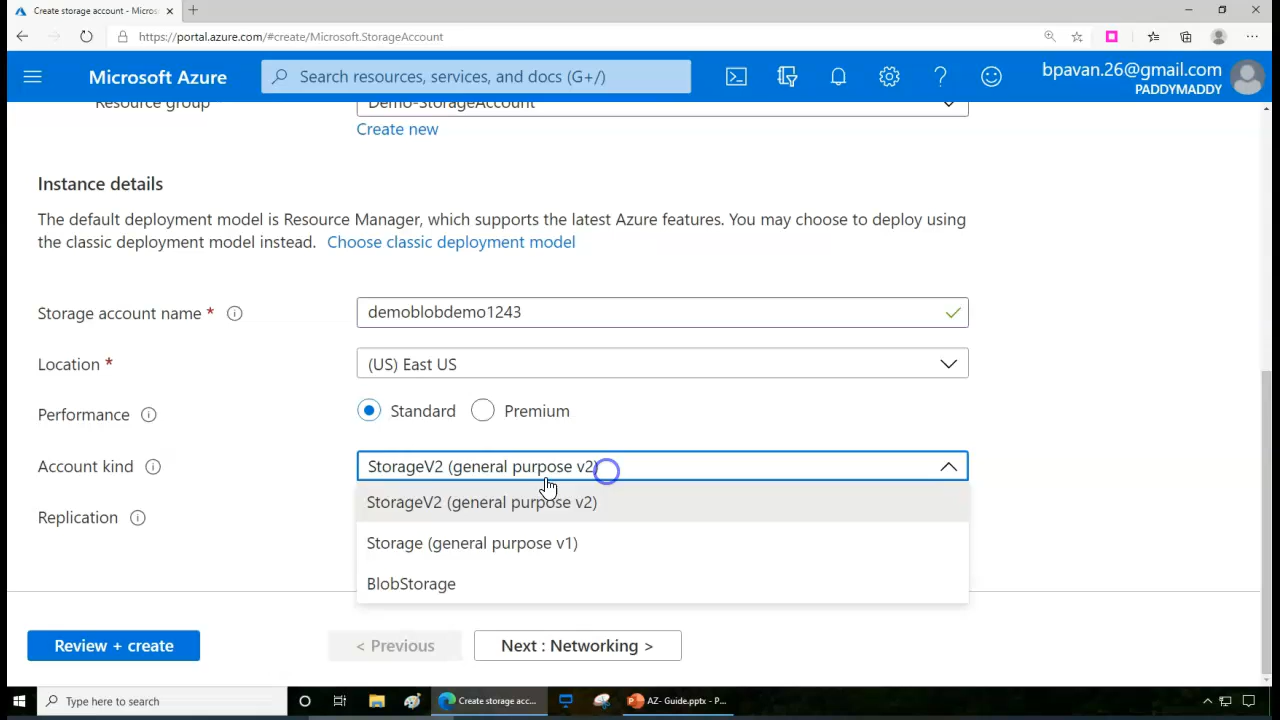 Create storage account - Micros
https://portal.azure.com/#create/Microsoft.StorageAccount
Microsoft Azure
Search resources, services, and docs (G+/)
bpavan.26@gmail.com
PADDYMADDY
Resource group
Demo-StorageAccount
Create new
Instance details
The default deployment model is Resource Manager, which supports the latest Azure features. You may choose to deploy using
the classic deployment model instead. Choose classic deployment model
Storage account name *
demoblobdemo1243
Location *
(US) East US
Performance
Standard
Premium
Account kind
StorageV2 (general purpose v2)
StorageV2 (general purpose v2)
Replication
Storage (general purpose v1)
BlobStorage
Review + create
< Previous
Next : Networking >
Type here to search
Create storage acc...
AZ- Guide.pptx - P...